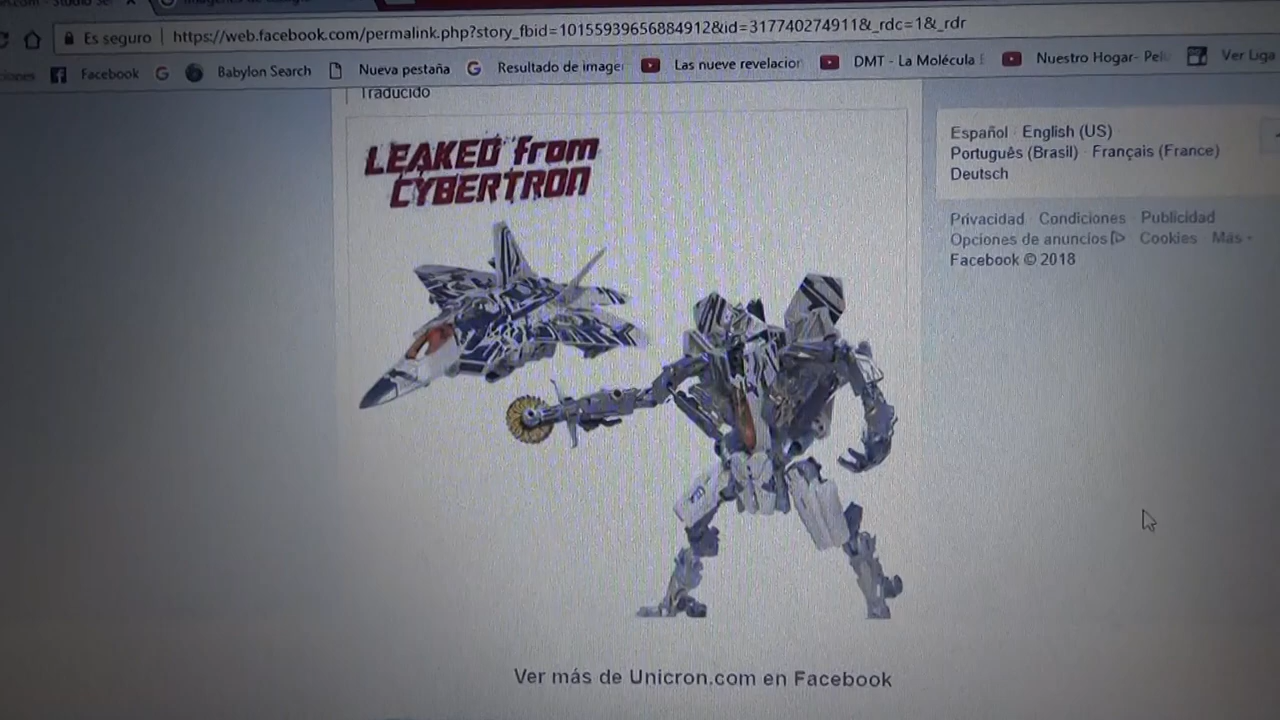 Es seguro https://web.facebook.com/permalink.php?story_fbid=10155939656884912&id=317740274911&_rdc=1&_rdr
Facebook Babylon Search Nueva pestaña Resultado de image Las nueve revelacior DMT - La Molécula Nuestro Hogar- Pelí Ver Liga
Traducido
LEAKED from
CYBERTRON
Español · English (US)
Português (Brasil) · Français (France)
Deutsch
Privacidad · Condiciones · Publicidad
Opciones de anuncios · Cookies · Más
Facebook © 2018
Ver más de Unicron.com en Facebook